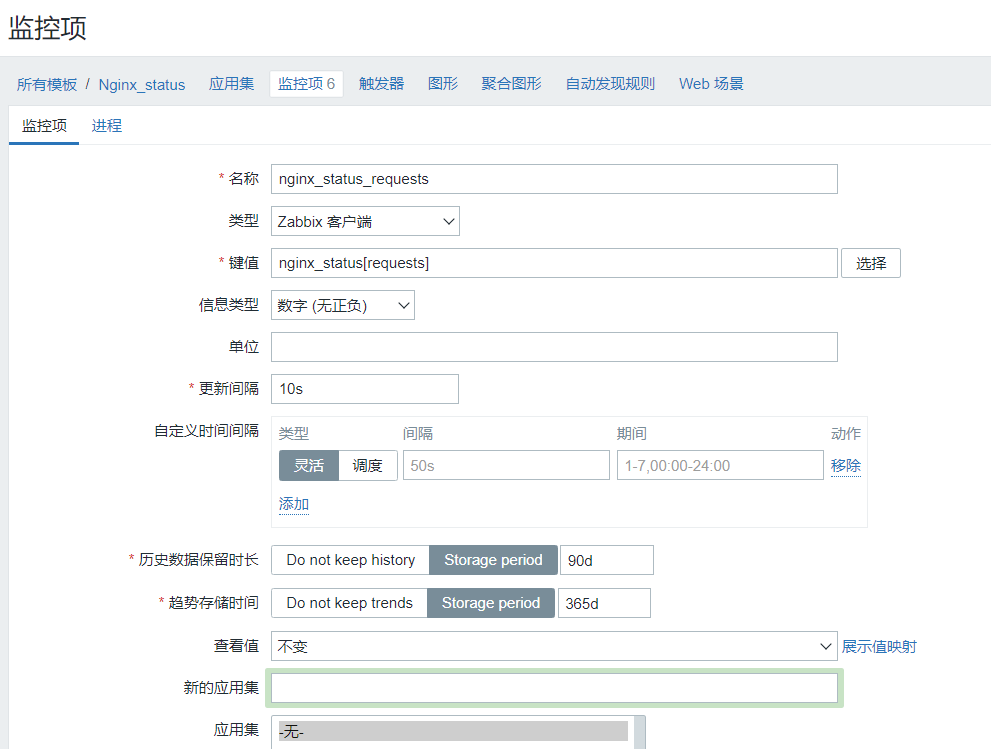 监控项
所有模板 / Nginx_status 应用集 监控项 6 触发器 图形 聚合图形 自动发现规则 Web 场景
监控项 进程
* 名称 nginx_status_requests
类型 Zabbix 客户端
* 键值 nginx_status[requests] 选择
信息类型 数字 (无正负)
单位
* 更新间隔 10s
自定义时间间隔 类型 间隔 期间 动作
灵活 调度 50s 1-7,00:00-24:00 移除
添加
* 历史数据保留时长 Do not keep history Storage period 90d
* 趋势存储时间 Do not keep trends Storage period 365d
查看值 不变 展示值映射
新的应用集
应用集 -无-